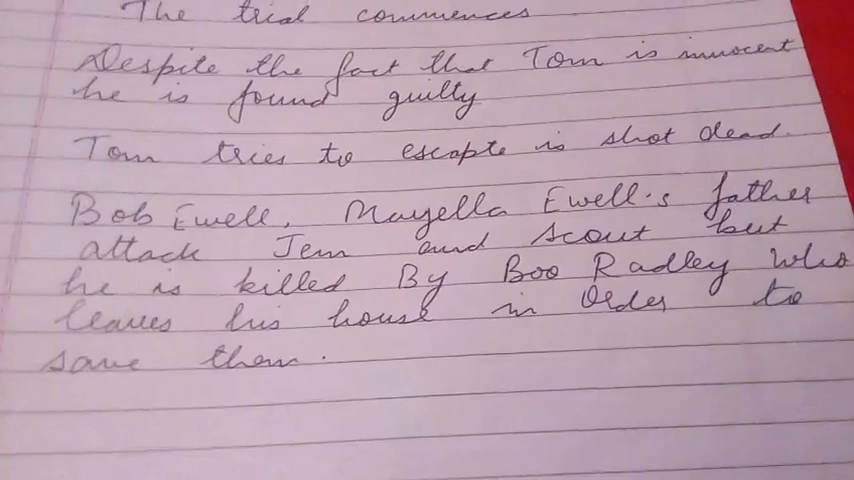 The trial commences
Despite the fact that Tom is innocent
he is found guilty
Tom tries to escapte is shot dead.
Bob Ewell, Mayella Ewell's father
attack Jem and scout but
he is killed By Boo Radley who
leaves his house in Order to
save them.